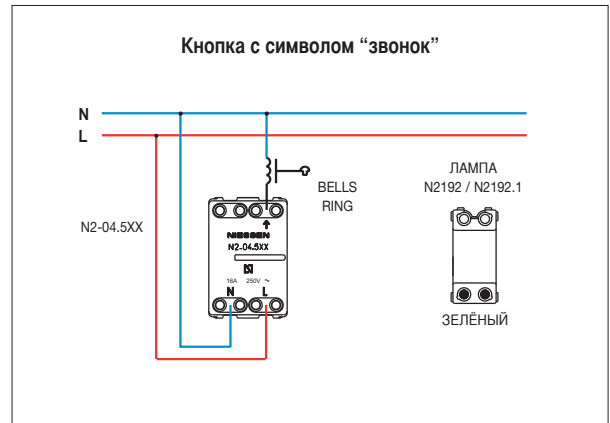 Кнопка с символом “звонок”
N
L
BELLS
RING
ЛАМПА
N2192 / N2192.1
N2-04.5XX
NIESSEN
N2-04.5XX
16A 250V ~
N L
ЗЕЛЁНЫЙ